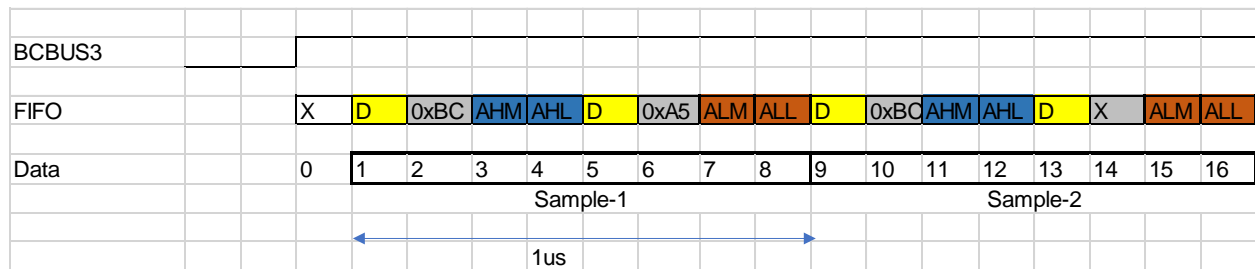 BCBUS3
FIFO X D 0xBC AHM AHL D 0xA5 ALM ALL D 0xBC AHM AHL D X ALM ALL
Data 0 1 2 3 4 5 6 7 8 9 10 11 12 13 14 15 16
Sample-1 Sample-2
1us